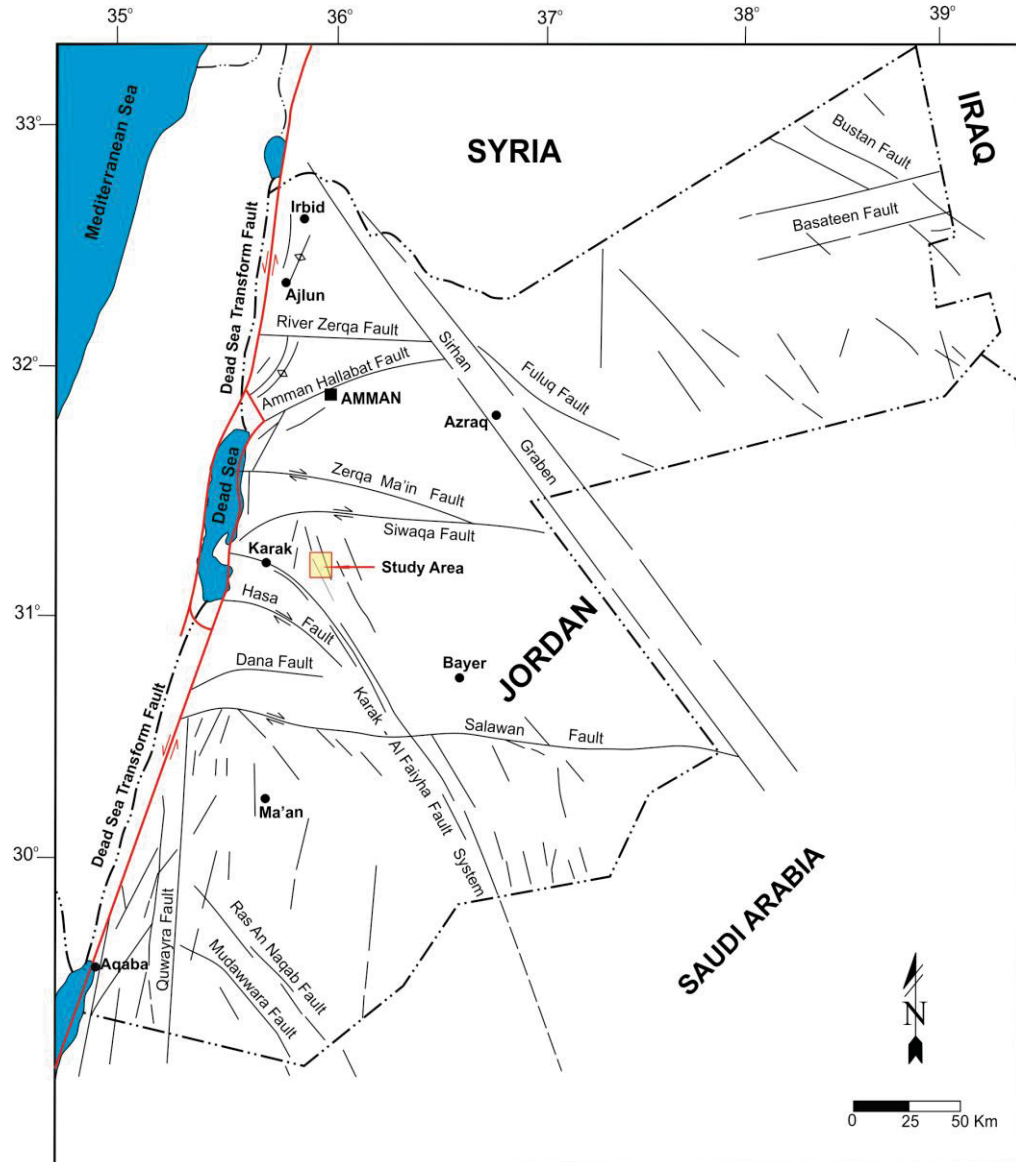 35°
36°
37°
38°
39°
33°
32°
31°
30°
Mediterranean Sea
SYRIA
IRAQ
Bustan Fault
Basateen Fault
Irbid
Dead Sea Transform Fault
Ajlun
River Zerqa Fault
Sirhan
Graben
Fuluq Fault
Amman Hallabat Fault
AMMAN
Azraq
Dead Sea
Zerqa Ma'in Fault
Siwaqa Fault
Karak
Study Area
Hasa Fault
Dana Fault
Bayer
JORDAN
Karak - Al Faiyha Fault System
Salawan Fault
Dead Sea Transform Fault
Ma'an
Quwayra Fault
Ras An Naqab Fault
Mudawwara Fault
Aqaba
SAUDI ARABIA
N
0 25 50 Km